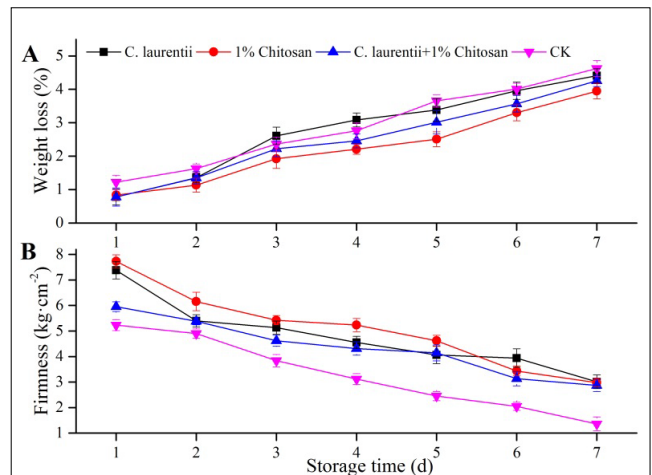 A
C. laurentii 1% Chitosan C. laurentii+1% Chitosan CK
Weight loss (%)
5
4
3
2
1
0
1 2 3 4 5 6 7
B
Firmness (kg·cm⁻²)
8
7
6
5
4
3
2
1
1 2 3 4 5 6 7
Storage time (d)